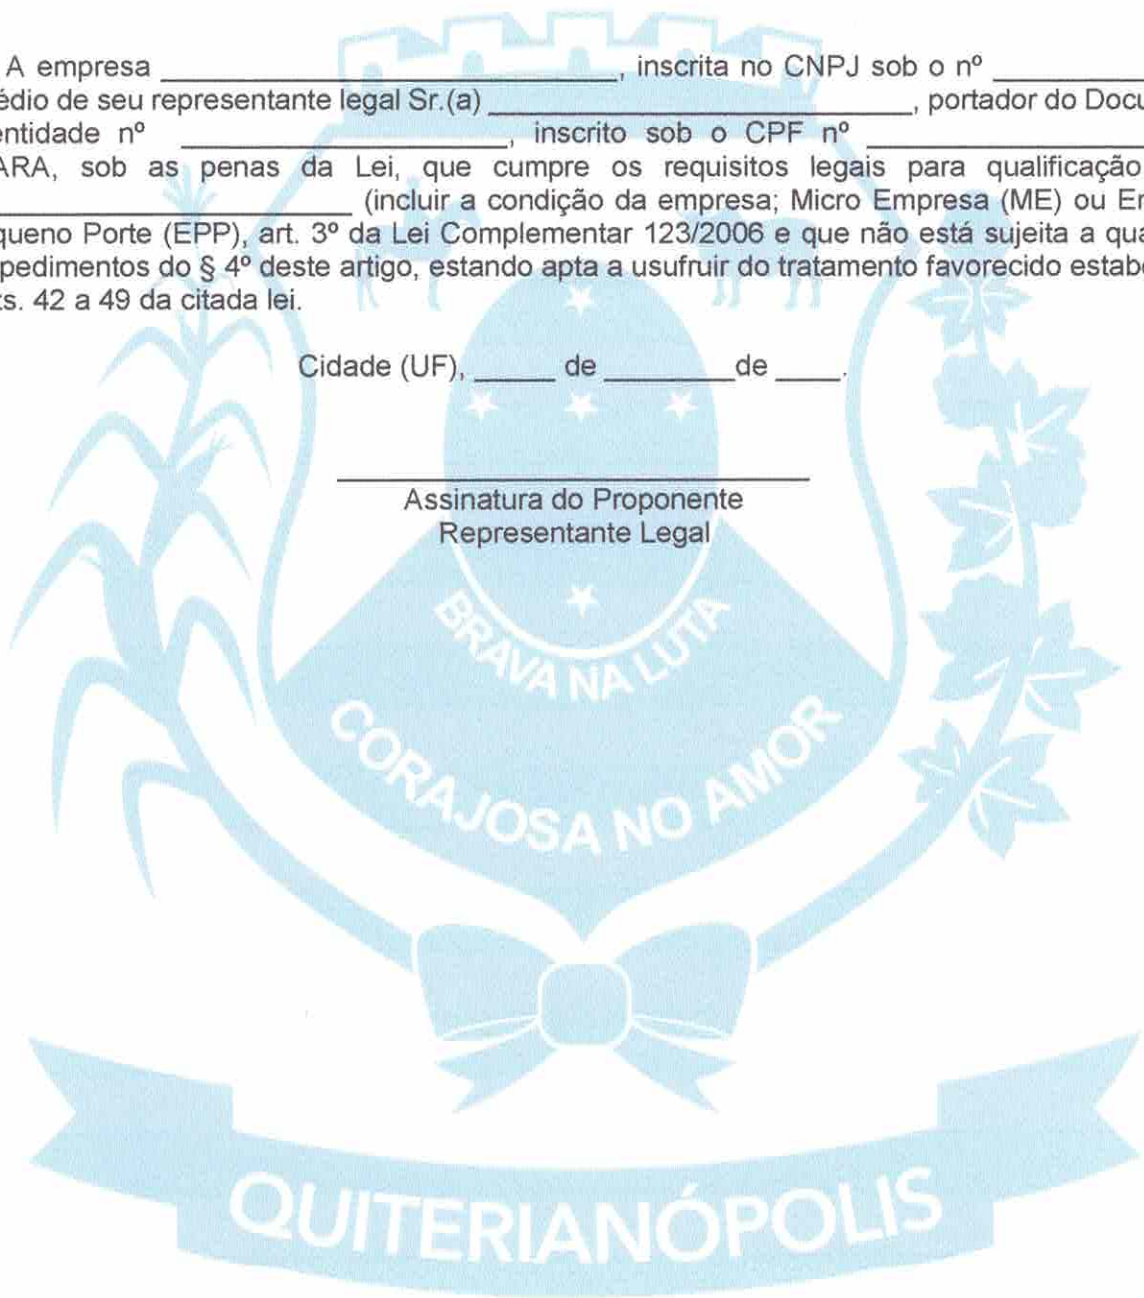 A empresa ____________________________, inscrita no CNPJ sob o nº __________
édio de seu representante legal Sr.(a) __________________________, portador do Docu
entidade nº ____________________, inscrito sob o CPF nº __________________
ARA, sob as penas da Lei, que cumpre os requisitos legais para qualificação
______________________ (incluir a condição da empresa; Micro Empresa (ME) ou En
queno Porte (EPP), art. 3º da Lei Complementar 123/2006 e que não está sujeita a qua
pedimentos do § 4º deste artigo, estando apta a usufruir do tratamento favorecido estabe
ts. 42 a 49 da citada lei.
Cidade (UF), _____ de ________de ____.
Assinatura do Proponente
Representante Legal
BRAVA NA LUTA
CORAJOSA NO AMOR
QUITERIANÓPOLIS